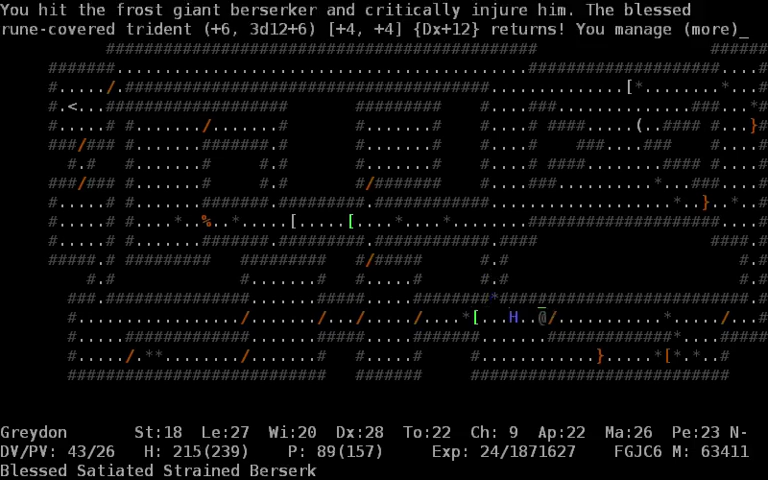 You hit the frost giant berserker and critically injure him. The blessed
rune-covered trident (+6, 3d12+6) [+4, +4] {Dx+12} returns! You manage (more)_
Greydon St:18 Le:27 Wi:20 Dx:28 To:22 Ch: 9 Ap:22 Ma:26 Pe:23 N-
DV/PV: 43/26 H: 215(239) P: 89(157) Exp: 24/1871627 FGJC6 M: 63411
Blessed Satiated Strained Berserk